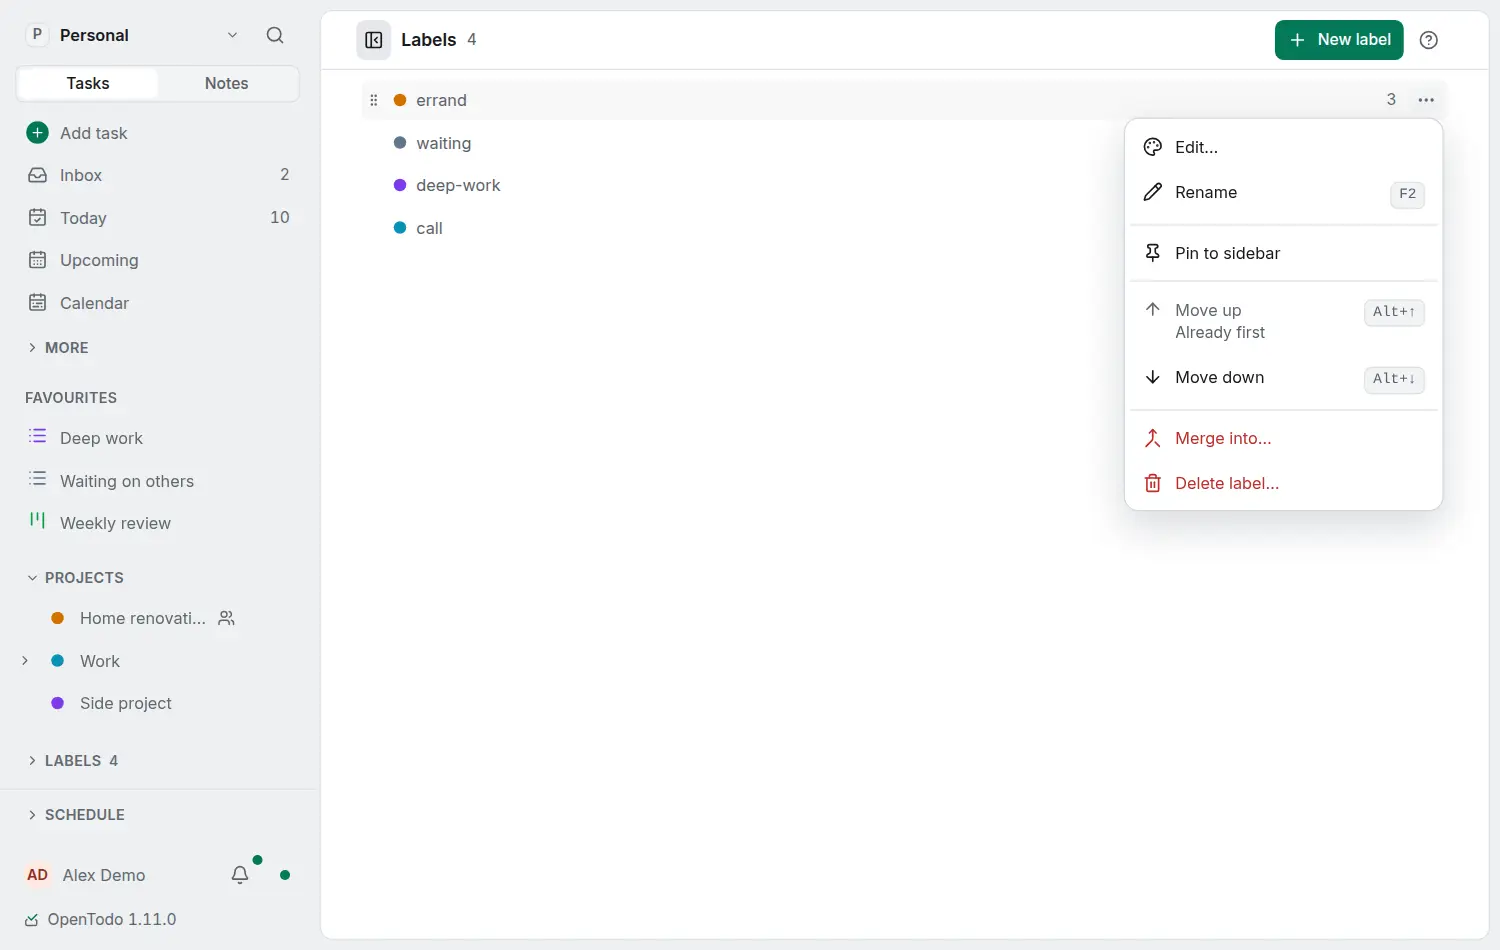 P Personal
Tasks Notes
Add task
Inbox 2
Today 10
Upcoming
Calendar
MORE
FAVOURITES
Deep work
Waiting on others
Weekly review
PROJECTS
Home renovati...
Work
Side project
LABELS 4
SCHEDULE
AD Alex Demo
OpenTodo 1.11.0
Labels 4
New label
errand 3
waiting
deep-work
call
Edit...
Rename F2
Pin to sidebar
Move up Alt+↑
Already first
Move down Alt+↓
Merge into...
Delete label...